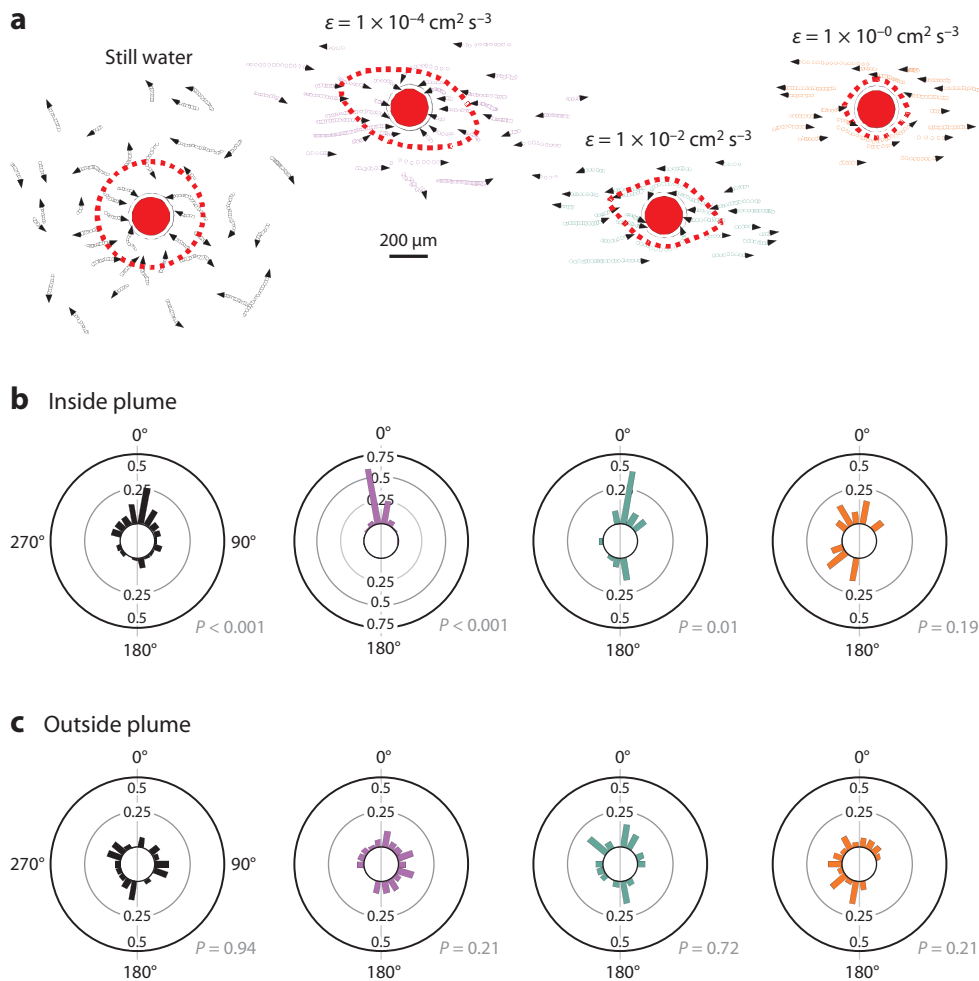 a
Still water
ε = 1 × 10⁻⁴ cm² s⁻³
ε = 1 × 10⁻² cm² s⁻³
ε = 1 × 10⁻⁰ cm² s⁻³
200 µm
b Inside plume
0° 0° 0° 0°
0.5 0.75 0.5 0.5
0.25 0.5 0.25 0.25
0.25
270° 90°
0.25 0.25 0.25 0.25
0.5 0.5 0.5 0.5
0.75
P < 0.001 P < 0.001 P = 0.01 P = 0.19
180° 180° 180° 180°
c Outside plume
0° 0° 0° 0°
0.5 0.5 0.5 0.5
0.25 0.25 0.25 0.25
270° 90°
0.25 0.25 0.25 0.25
0.5 0.5 0.5 0.5
P = 0.94 P = 0.21 P = 0.72 P = 0.21
180° 180° 180° 180°